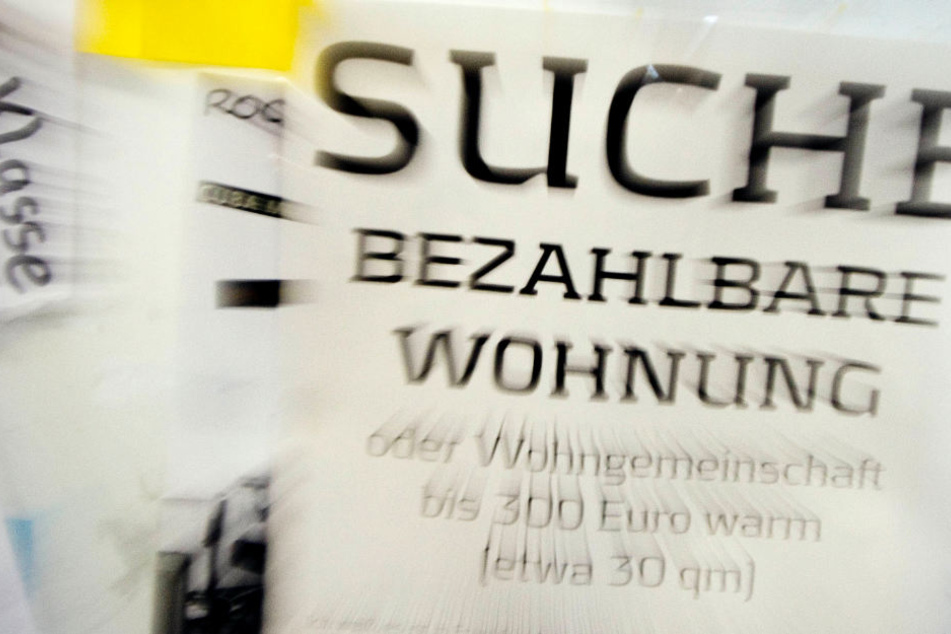 SUCHE
BEZAHLBARE
WOHNUNG
oder Wohngemeinschaft
bis 300 Euro warm
(etwa 30 qm)